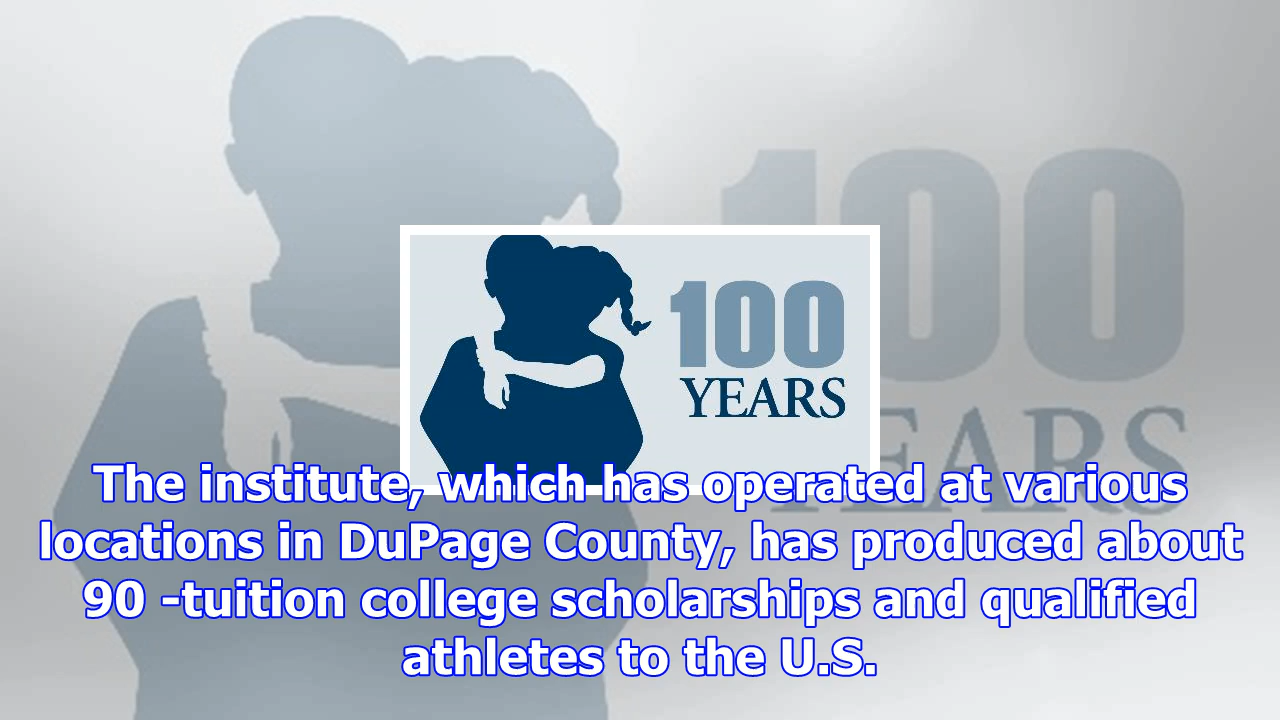 100
YEARS
The institute, which has operated at various
locations in DuPage County, has produced about
90 -tuition college scholarships and qualified
athletes to the U.S.